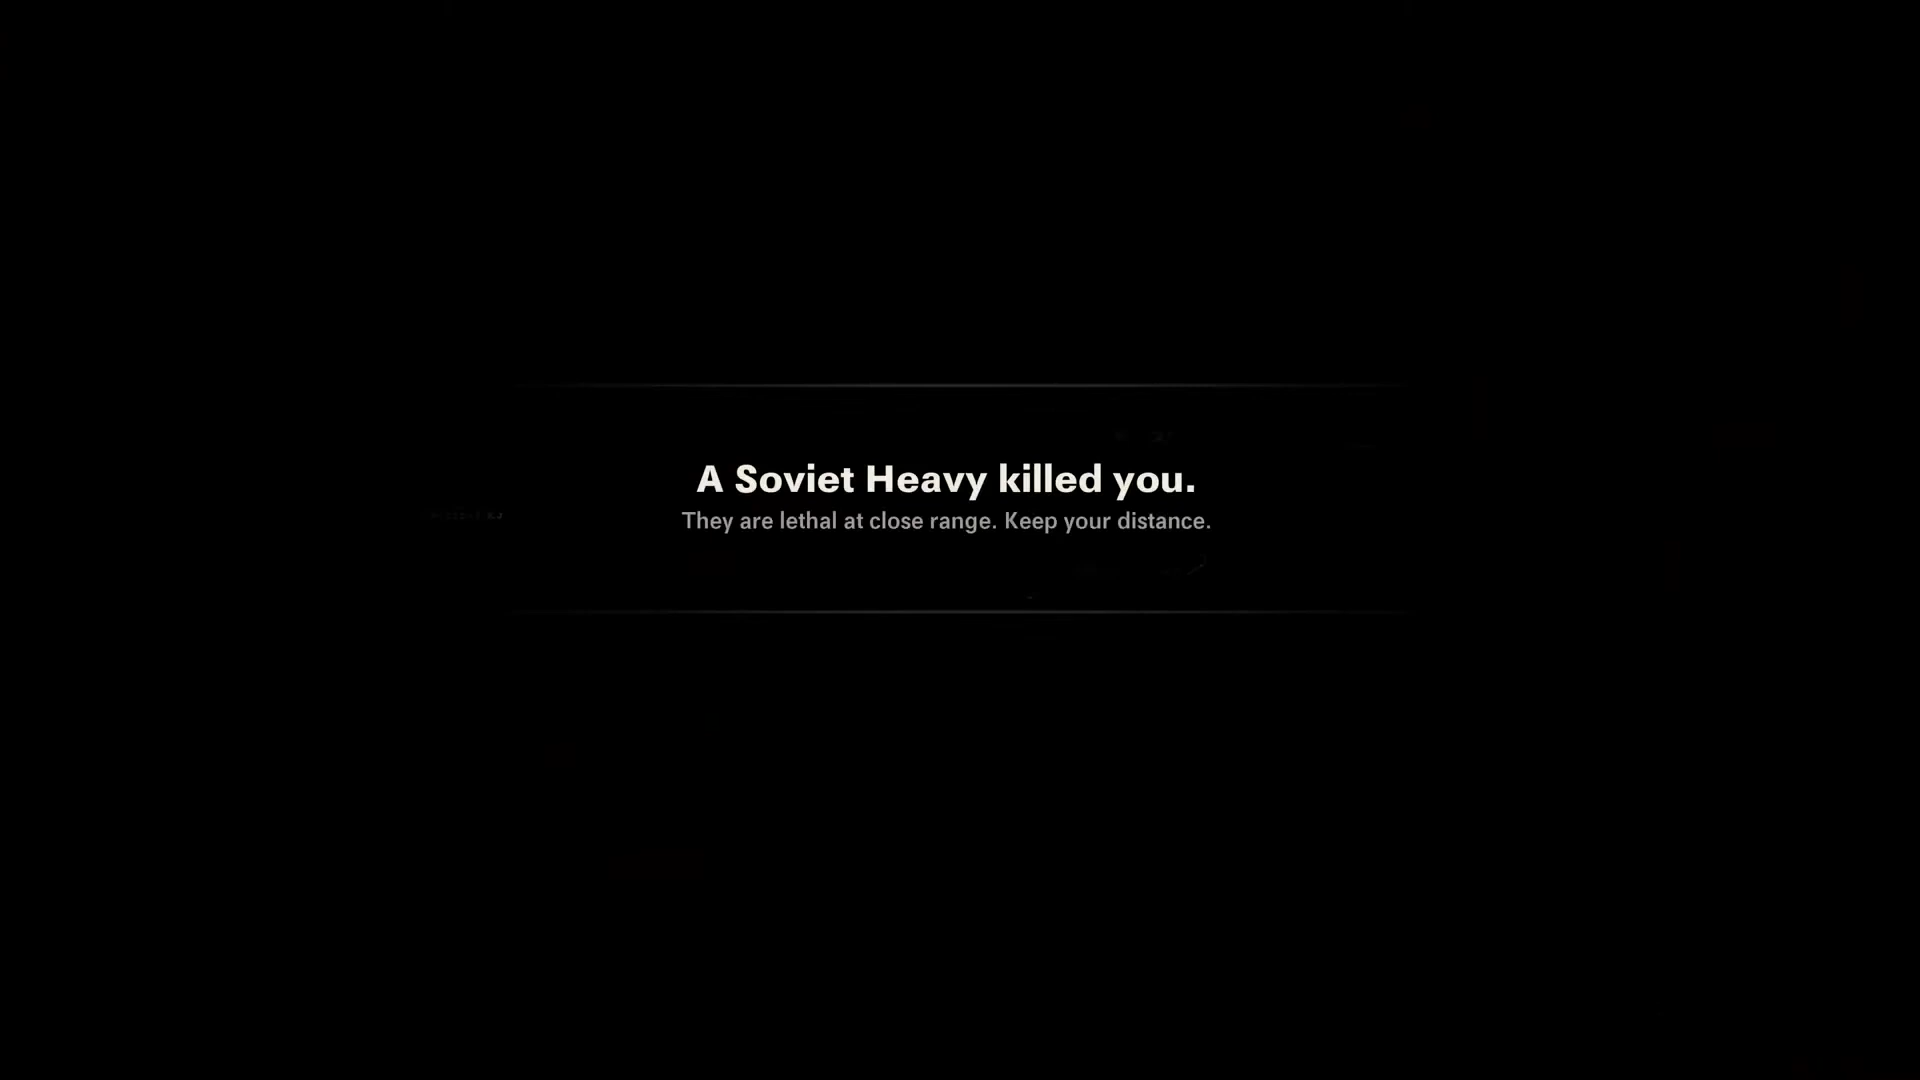 A Soviet Heavy killed you.
They are lethal at close range. Keep your distance.